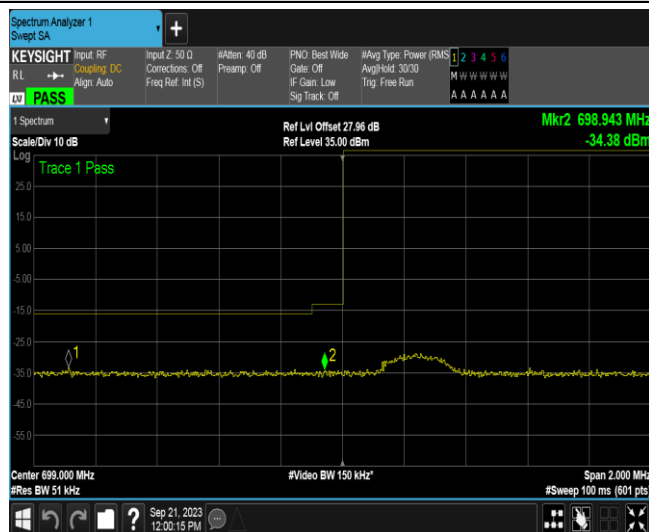 Spectrum Analyzer 1
Swept SA
+
KEYSIGHT
RL
LXI PASS
Input: RF
Coupling: DC
Align: Auto
Input Z: 50 Ω
Corrections: Off
Freq Ref: Int (S)
#Atten: 40 dB
Preamp: Off
PNO: Best Wide
Gate: Off
IF Gain: Low
Sig Track: Off
#Avg Type: Power (RMS
Avg|Hold: 30/30
Trig: Free Run
1 2 3 4 5 6
M W W W W W
A A A A A A
1 Spectrum
Scale/Div 10 dB
Log
Ref Lvl Offset 27.96 dB
Ref Level 35.00 dBm
Mkr2 698.943 MHz
-34.38 dBm
Trace 1 Pass
25.0
15.0
5.00
-5.00
-15.0
-25.0
-35.0
-45.0
-55.0
1
2
Center 699.000 MHz
#Res BW 51 kHz
#Video BW 150 kHz*
Span 2.000 MHz
#Sweep 100 ms (601 pts)
?
Sep 21, 2023
12:00:15 PM